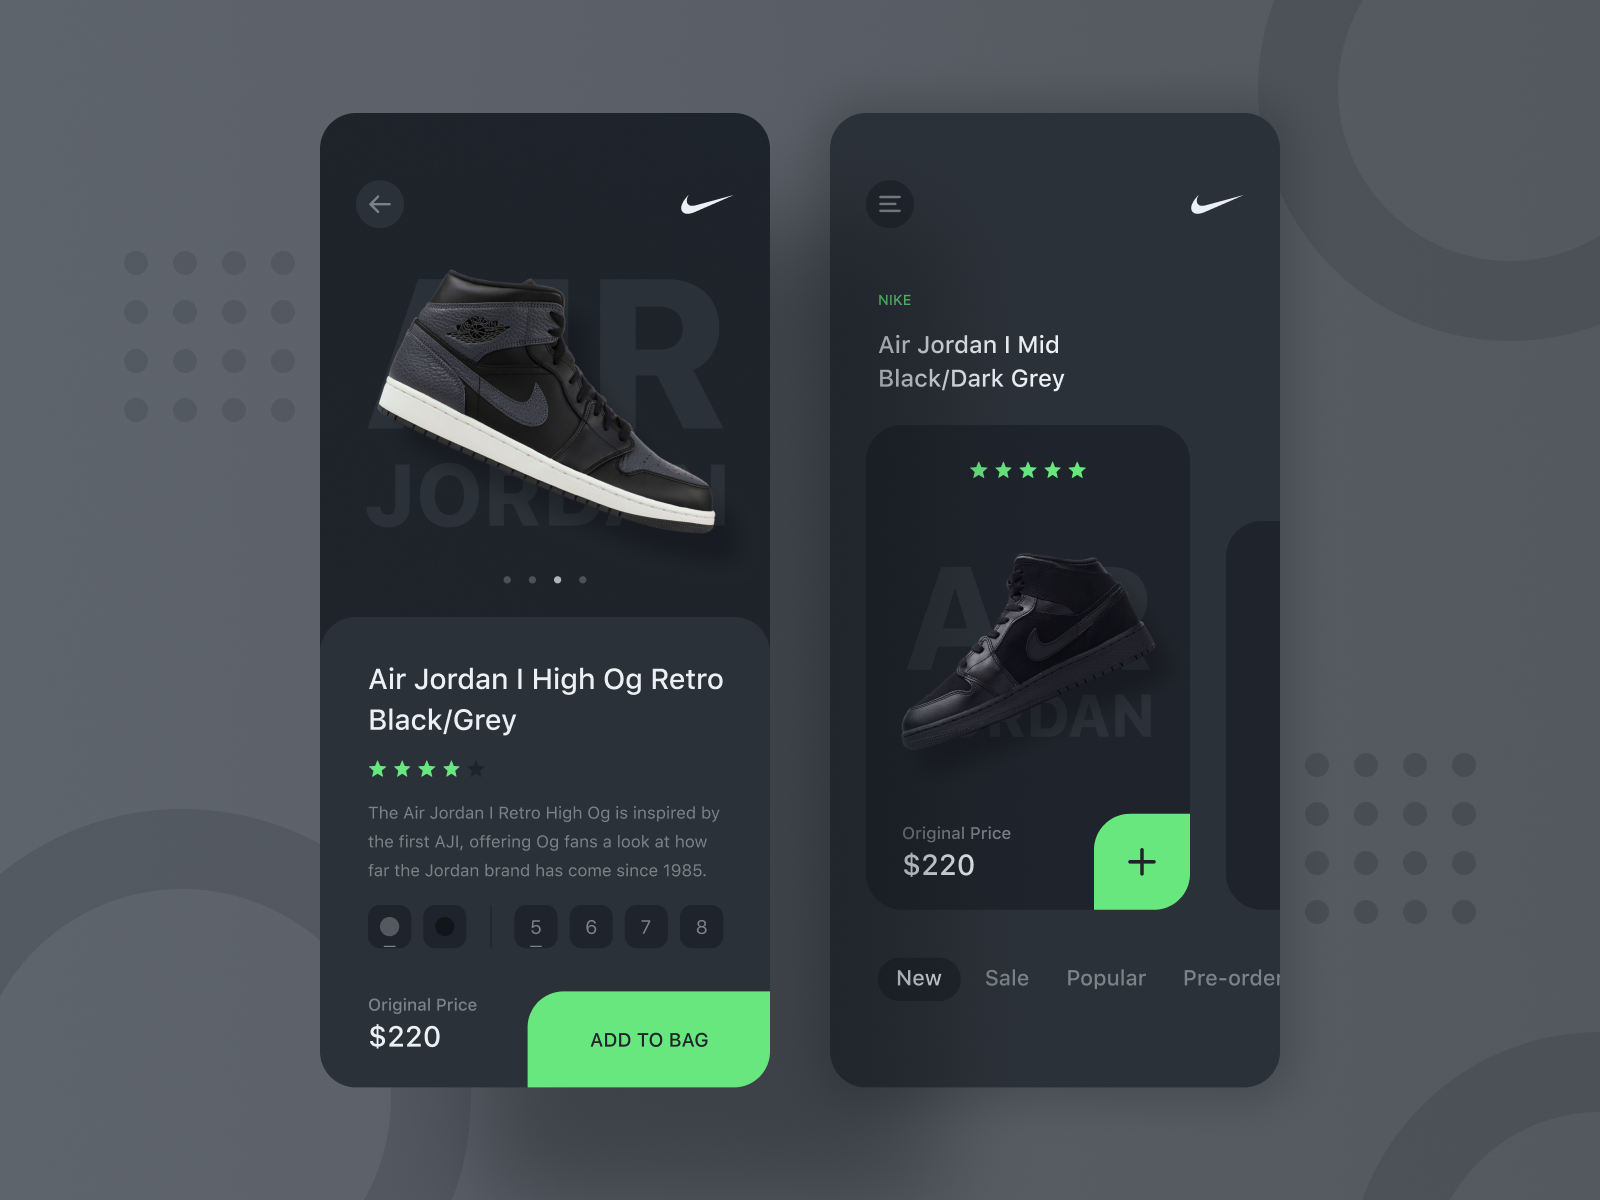 AIR
JORDAN
Air Jordan I High Og Retro
Black/Grey
The Air Jordan I Retro High Og is inspired by
the first AJI, offering Og fans a look at how
far the Jordan brand has come since 1985.
5 6 7 8
Original Price
$220
ADD TO BAG
NIKE
Air Jordan I Mid
Black/Dark Grey
AIR
JORDAN
Original Price
$220
New Sale Popular Pre-order